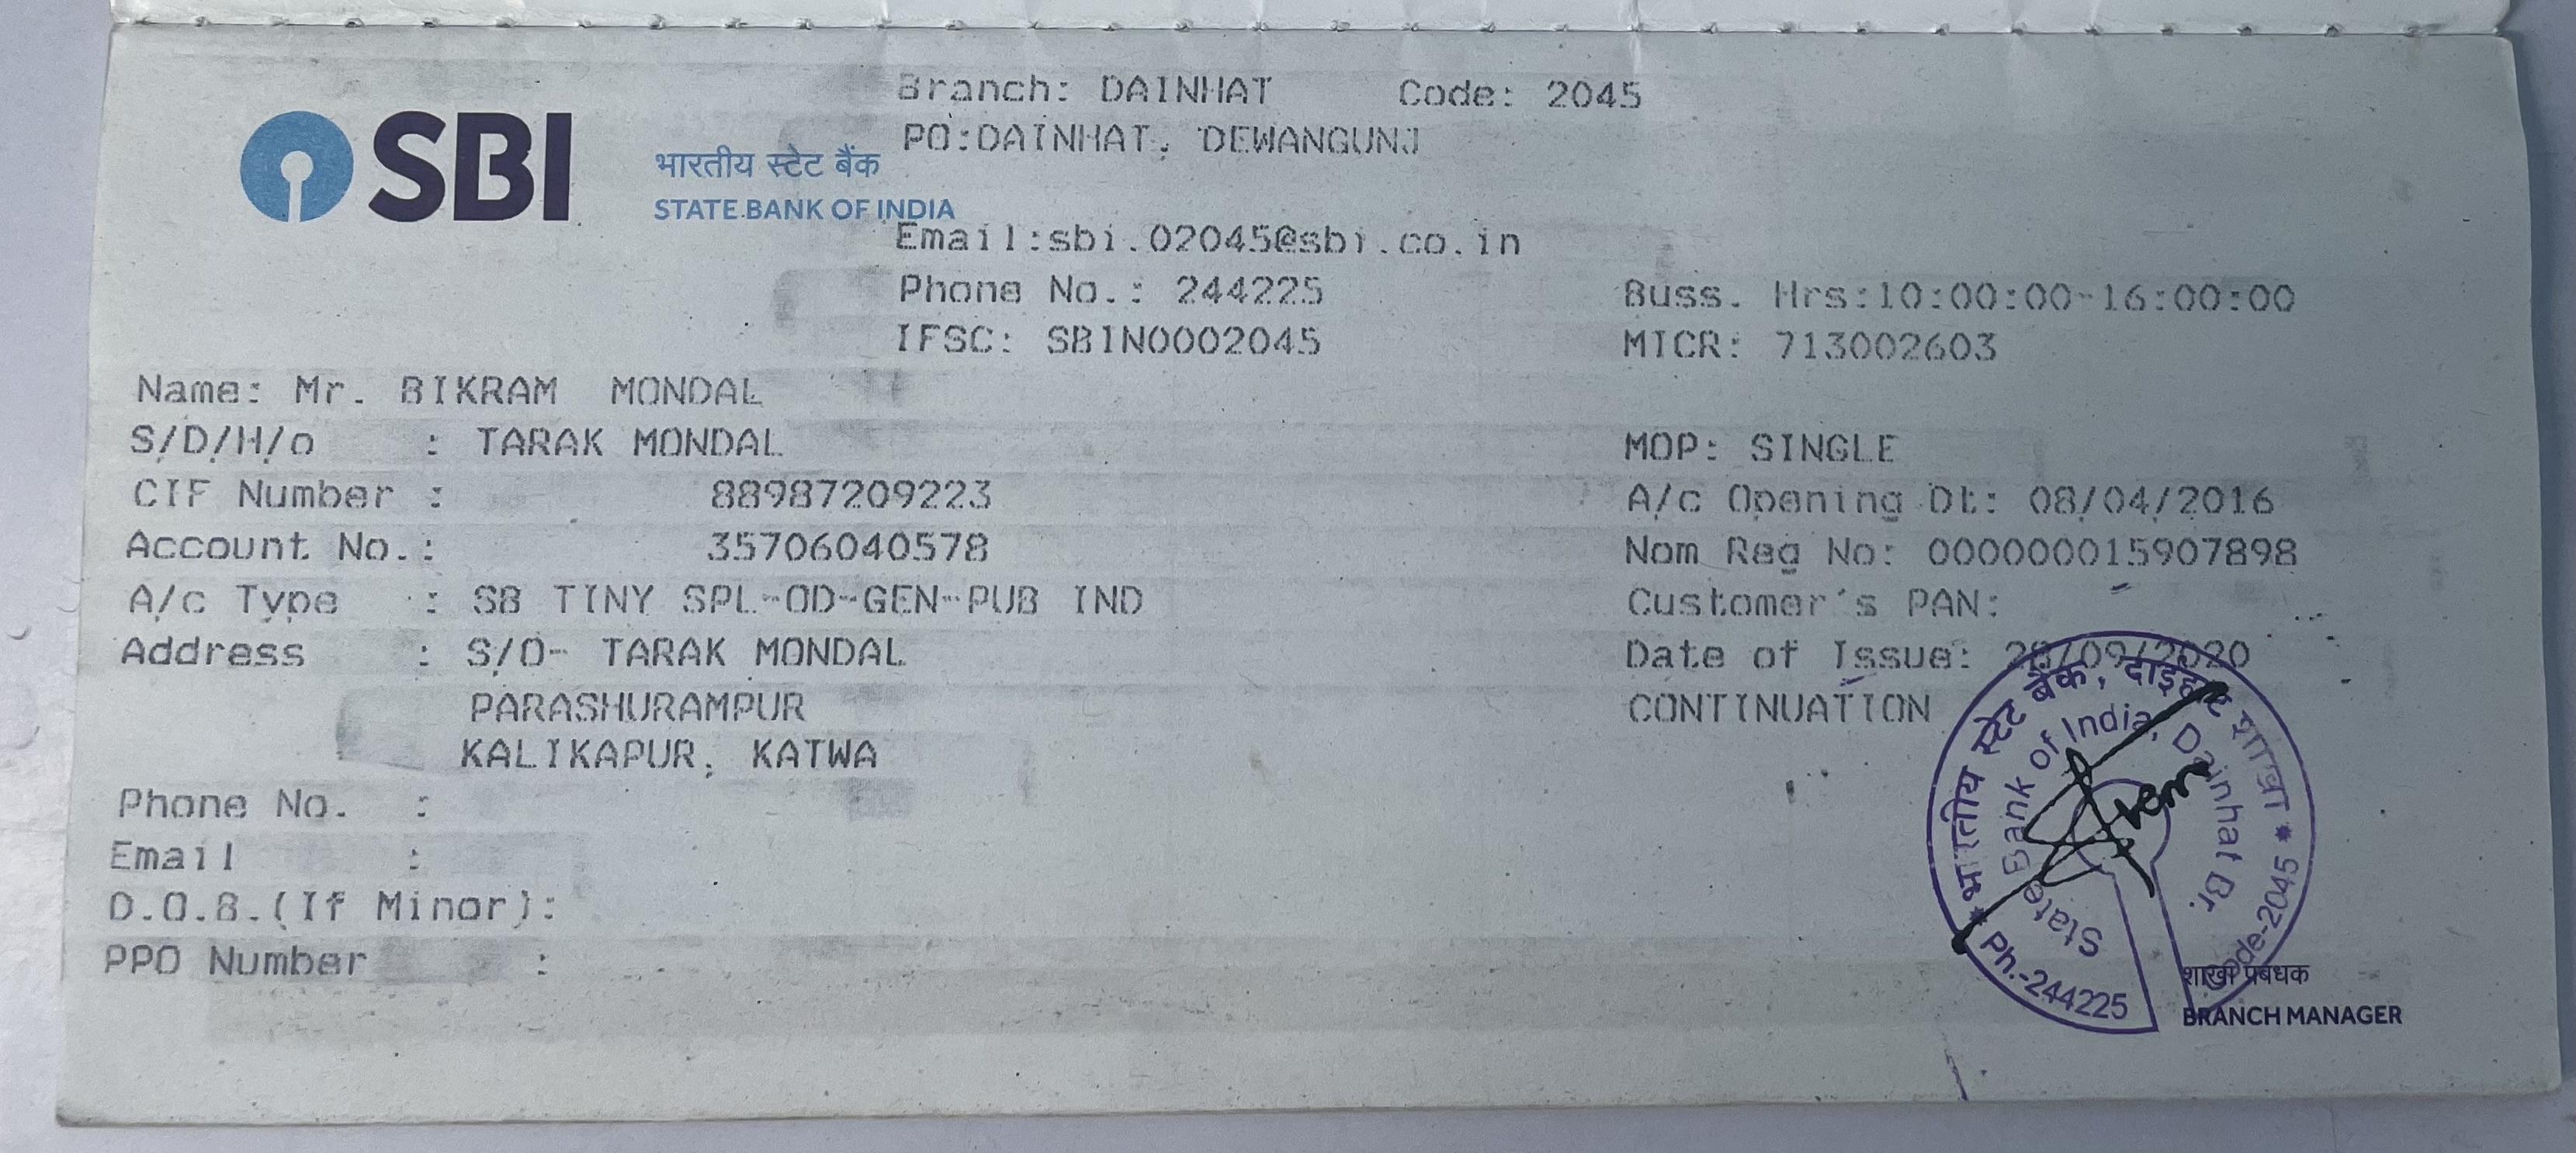 Branch: DAINHAT Code: 2045
PO:DAINHAT, DEWANGUNJ
SBI
भारतीय स्टेट बैंक
STATE BANK OF INDIA
Email:sbi.02045@sbi.co.in
Phone No.: 244225 Buss. Hrs:10:00:00-16:00:00
IFSC: SBIN0002045 MICR: 713002603
Name: Mr. BIKRAM MONDAL
S/D/H/o : TARAK MONDAL MOP: SINGLE
CIF Number : 88987209223 A/c Opening Dt: 08/04/2016
Account No.: 35706040578 Nom Reg No: 000000015907898
A/c Type : SB TINY SPL-OD-GEN-PUB IND Customer's PAN:
Address : S/O- TARAK MONDAL Date of Issue: 28/09/2020
PARASHURAMPUR CONTINUATION
KALIKAPUR, KATWA
Phone No. :
Email :
D.O.B.(If Minor):
PPO Number :
भारतीय स्टेट बैंक, दाईहाट शाखा
State Bank of India, Dainhat Br.
Ph.-244225
Code-2045
शाखा प्रबंधक
BRANCH MANAGER